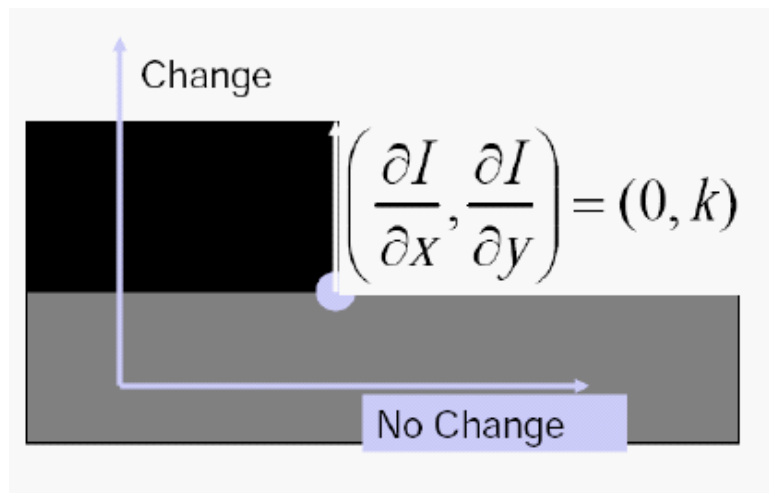 Change
(∂I/∂x, ∂I/∂y) = (0, k)
No Change